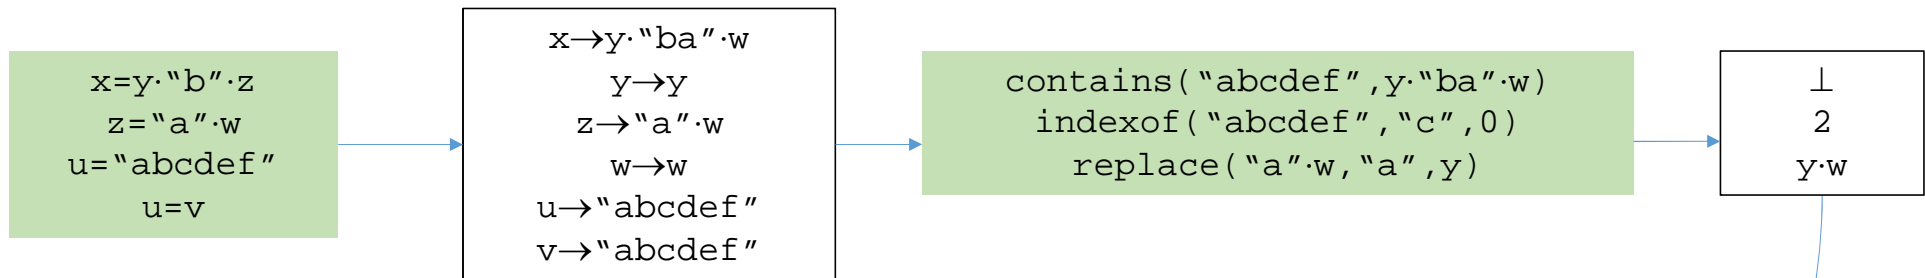 x=y·“b”·z
z=“a”·w
u=“abcdef”
u=v
x→y·“ba”·w
y→y
z→“a”·w
w→w
u→“abcdef”
v→“abcdef”
contains(“abcdef”,y·“ba”·w)
indexof(“abcdef”,“c”,0)
replace(“a”·w,“a”,y)
⊥
2
y·w